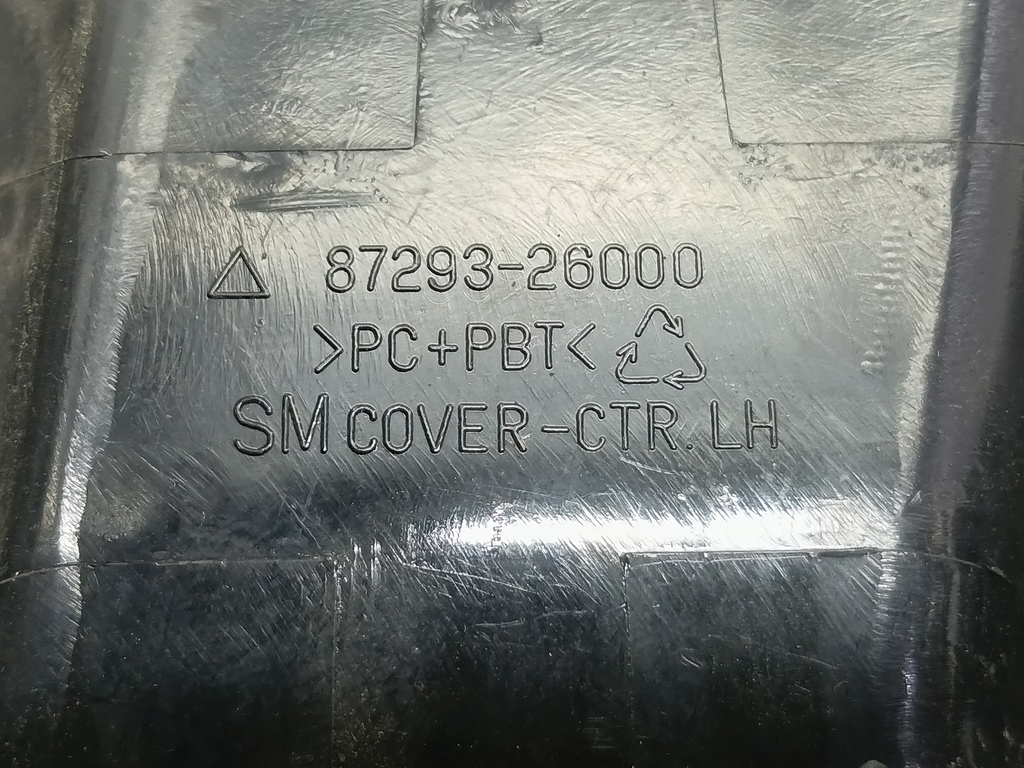 87293-26000
>PC+PBT<
SM COVER-CTR.LH